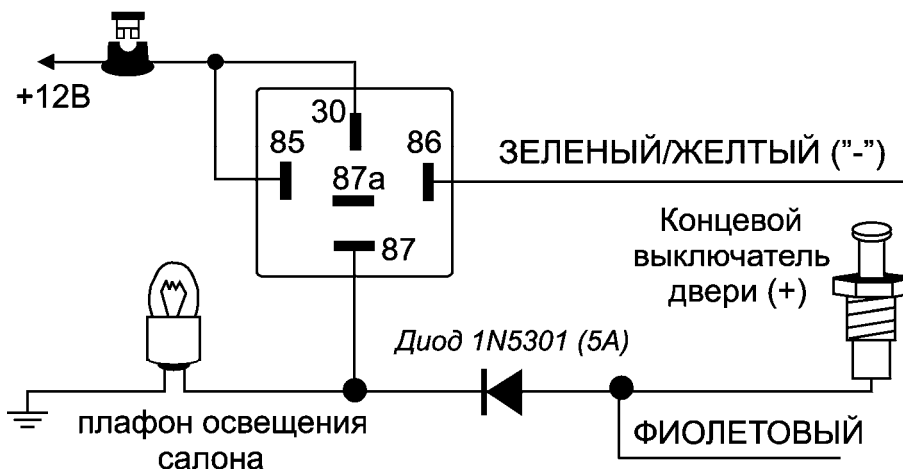 +12В
30
85
86
87а
87
ЗЕЛЕНЫЙ/ЖЕЛТЫЙ ("-")
Концевой
выключатель
двери (+)
Диод 1N5301 (5А)
плафон освещения
салона
ФИОЛЕТОВЫЙ